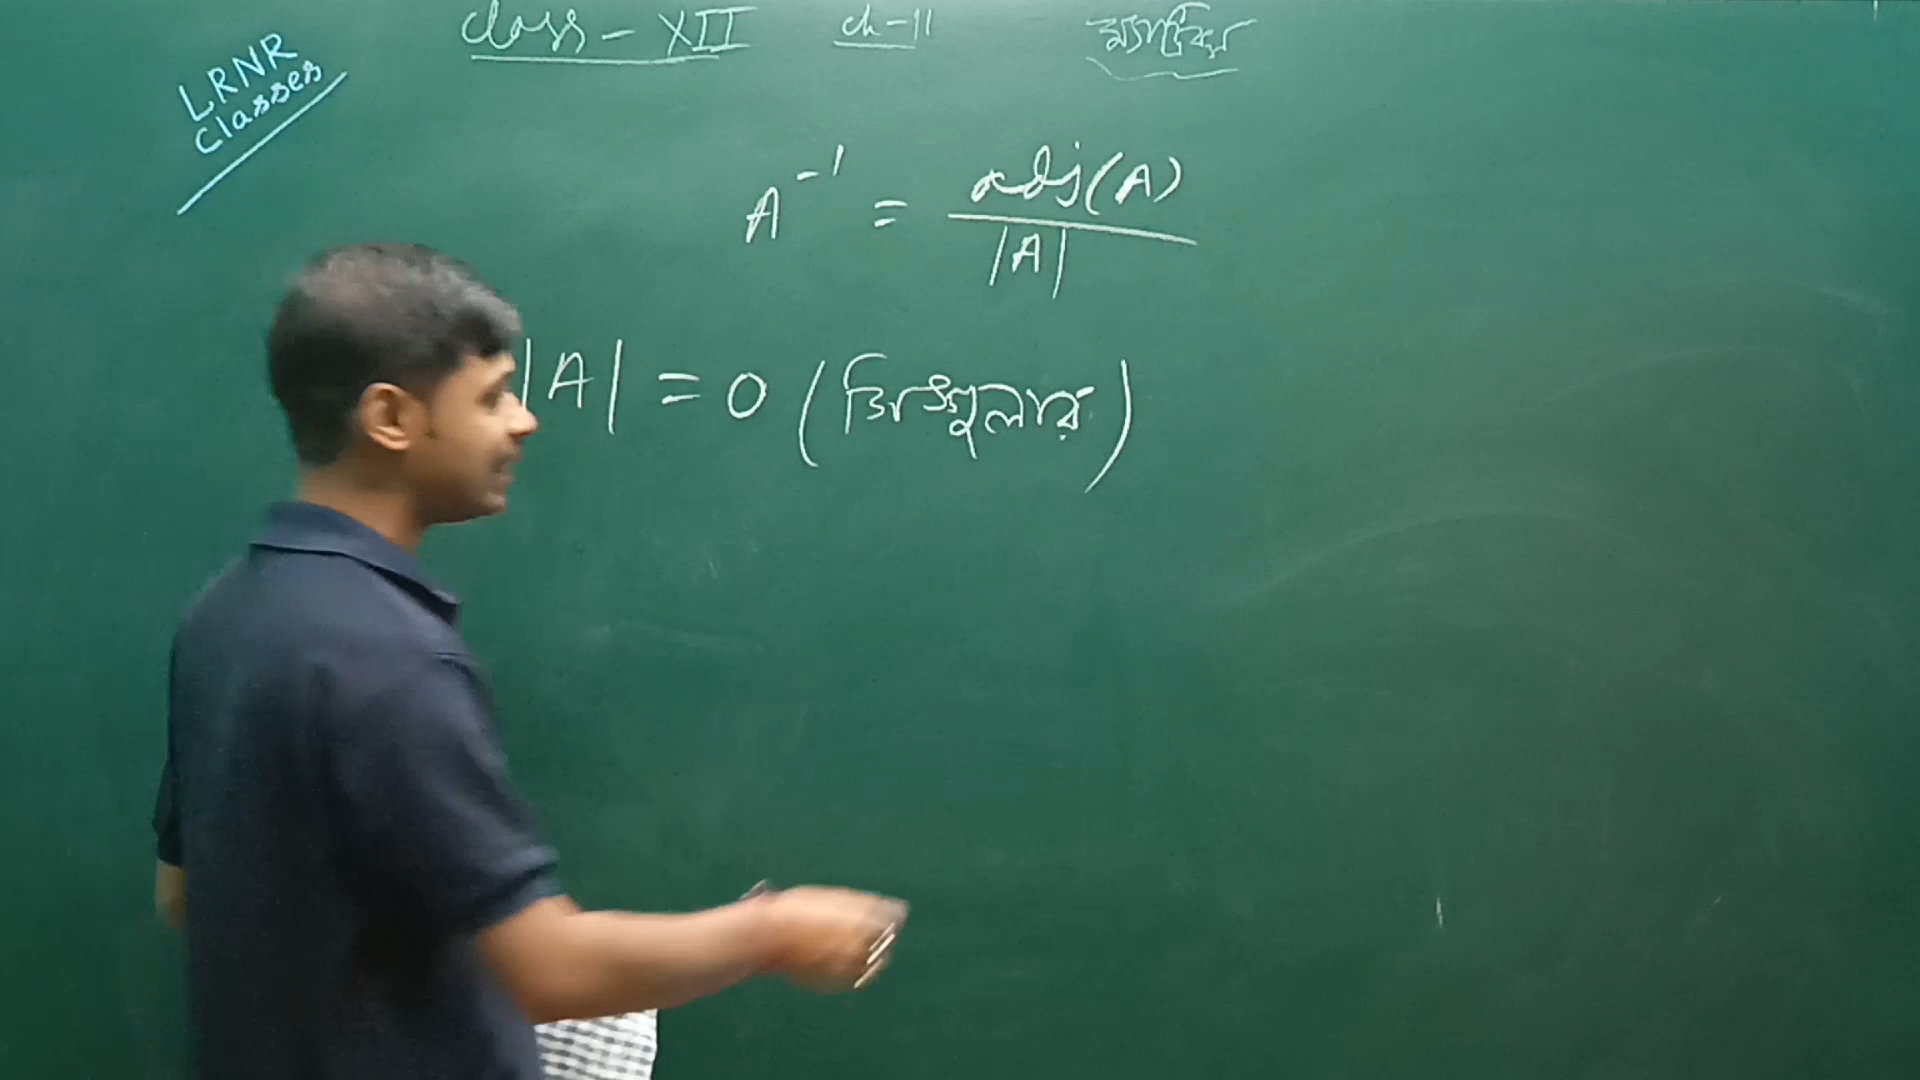 Class - XII ch-11 ম্যাট্রিক্স
LRNR
Classes
A⁻¹ = adj(A) / |A|
|A| = 0 (সিঙ্গুলার)